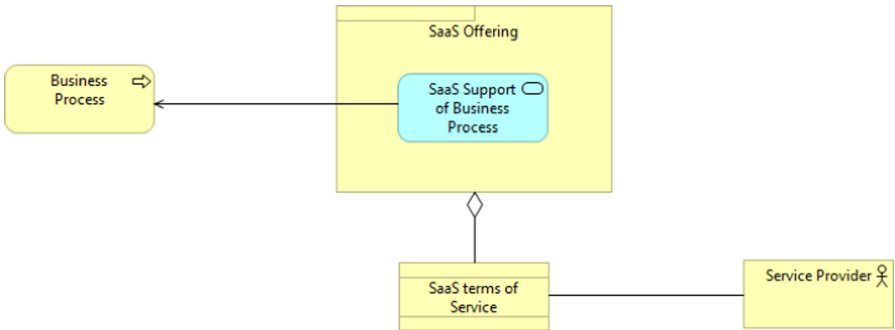 SaaS Offering
Business
Process
SaaS Support
of Business
Process
SaaS terms of
Service
Service Provider